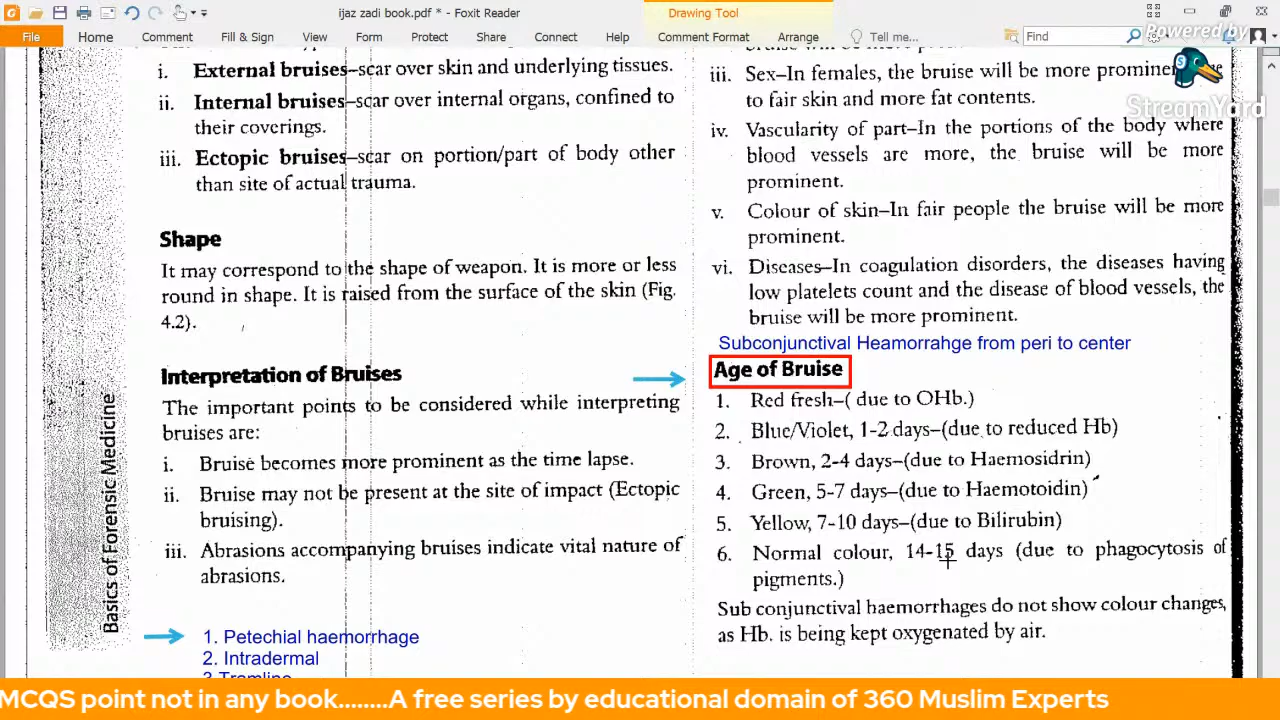 ijaz zadi book.pdf * - Foxit Reader
Drawing Tool
File
Home
Comment
Fill & Sign
View
Form
Protect
Share
Connect
Help
Comment Format
Arrange
Tell me...
Find
Powered by
StreamYard
i. External bruises–scar over skin and underlying tissues.
ii. Internal bruises–scar over internal organs, confined to
their coverings.
iii. Ectopic bruises–scar on portion/part of body other
than site of actual trauma.
Shape
It may correspond to the shape of weapon. It is more or less
round in shape. It is raised from the surface of the skin (Fig.
4.2).
Interpretation of Bruises
The important points to be considered while interpreting
bruises are:
i. Bruise becomes more prominent as the time lapse.
ii. Bruise may not be present at the site of impact (Ectopic
bruising).
iii. Abrasions accompanying bruises indicate vital nature of
abrasions.
1. Petechial haemorrhage
2. Intradermal
3 Tramline
Basics of Forensic Medicine
iii. Sex–In females, the bruise will be more prominent
to fair skin and more fat contents.
iv. Vascularity of part–In the portions of the body where
blood vessels are more, the bruise will be more
prominent.
v. Colour of skin–In fair people the bruise will be more
prominent.
vi. Diseases–In coagulation disorders, the diseases having
low platelets count and the disease of blood vessels, the
bruise will be more prominent.
Subconjunctival Heamorrahge from peri to center
Age of Bruise
1. Red fresh–( due to OHb.)
2. Blue/Violet, 1-2 days–(due to reduced Hb)
3. Brown, 2-4 days–(due to Haemosidrin)
4. Green, 5-7 days–(due to Haemotoidin)
5. Yellow, 7-10 days–(due to Bilirubin)
6. Normal colour, 14-15 days (due to phagocytosis of
pigments.)
Sub conjunctival haemorrhages do not show colour changes,
as Hb. is being kept oxygenated by air.
MCQS point not in any book........A free series by educational domain of 360 Muslim Experts